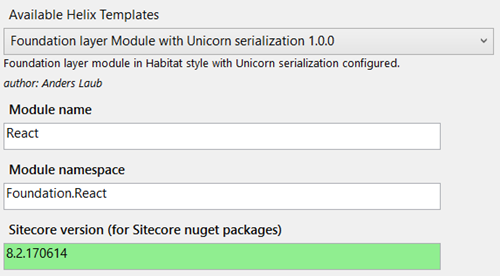 Available Helix Templates
Foundation layer Module with Unicorn serialization 1.0.0
Foundation layer module in Habitat style with Unicorn serialization configured.
author: Anders Laub
Module name
React
Module namespace
Foundation.React
Sitecore version (for Sitecore nuget packages)
8.2.170614